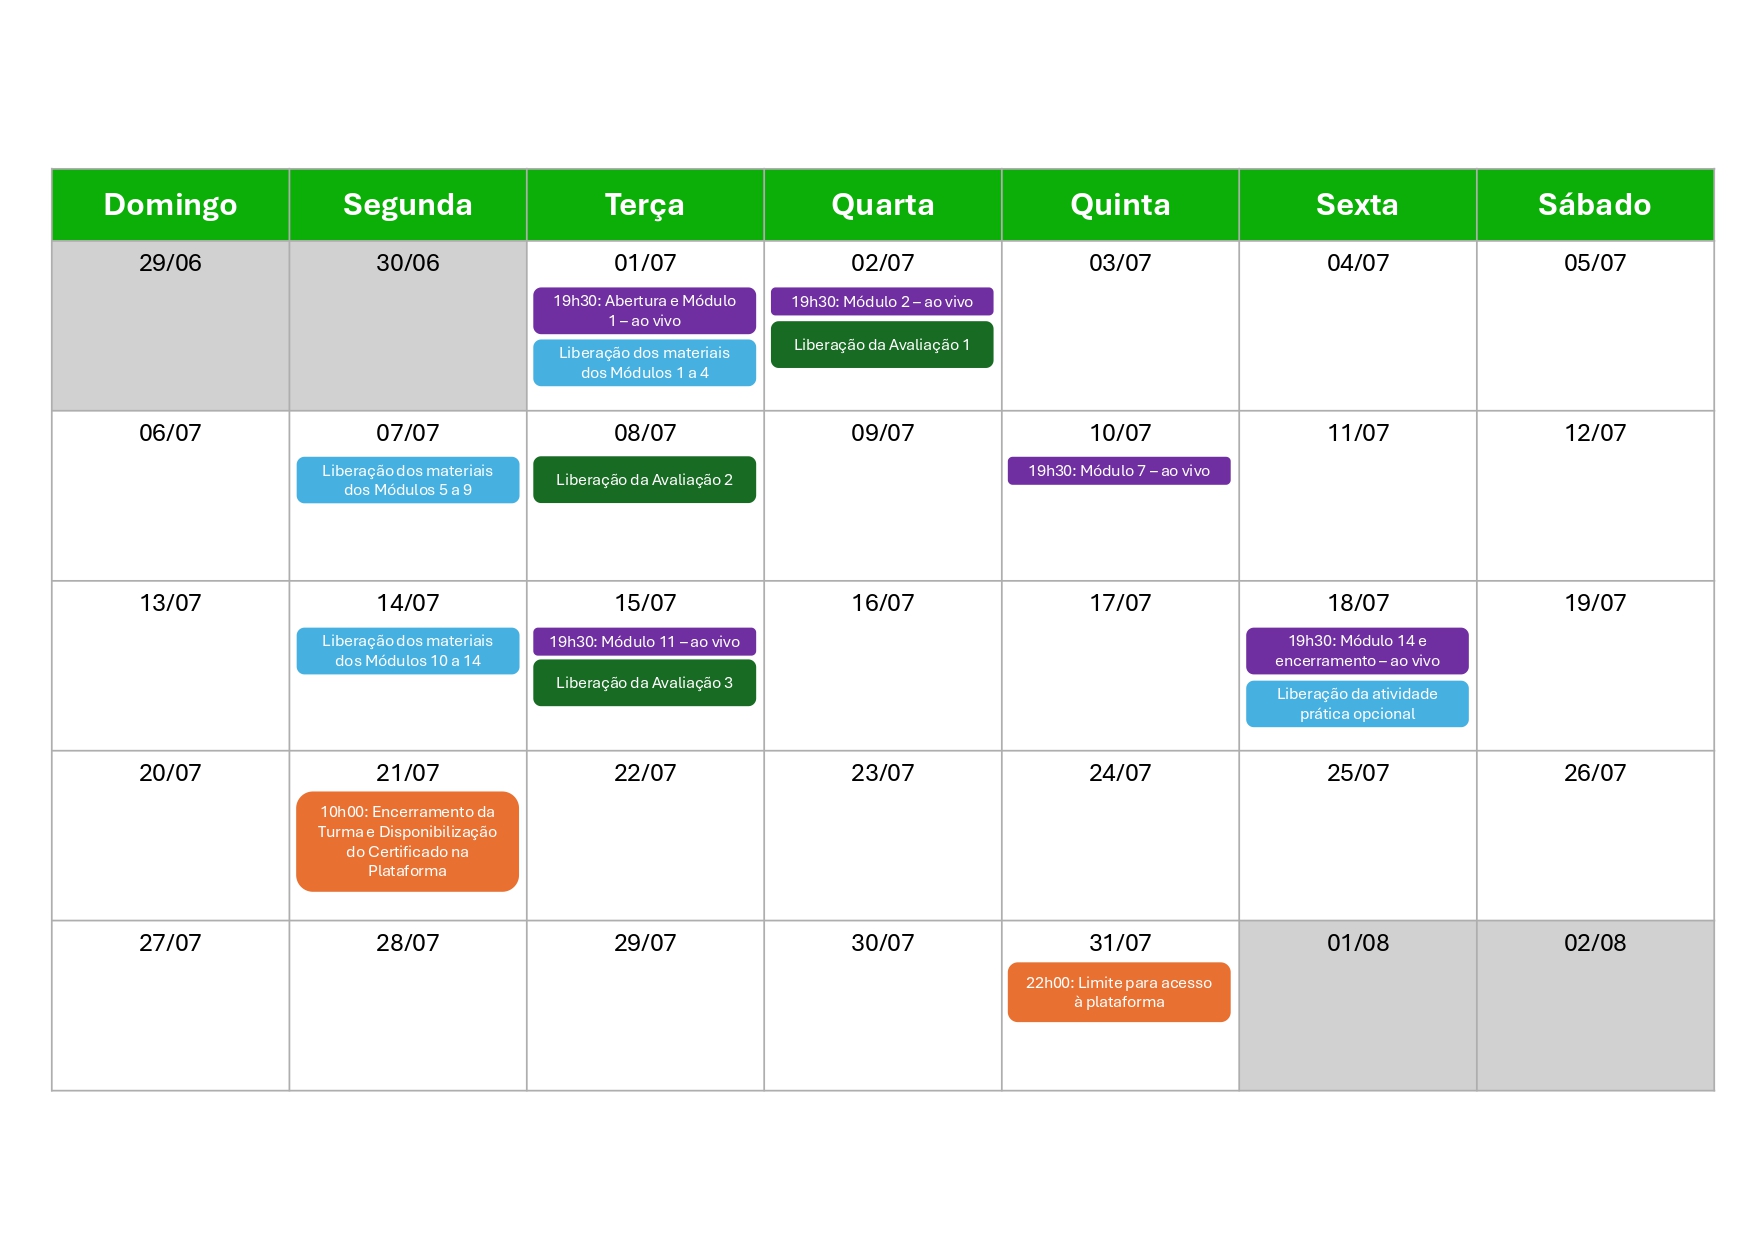 Domingo
Segunda
Terça
Quarta
Quinta
Sexta
Sábado
29/06
30/06
01/07
19h30: Abertura e Módulo
1 – ao vivo
Liberação dos materiais
dos Módulos 1 a 4
02/07
19h30: Módulo 2 – ao vivo
Liberação da Avaliação 1
03/07
04/07
05/07
06/07
07/07
Liberação dos materiais
dos Módulos 5 a 9
08/07
Liberação da Avaliação 2
09/07
10/07
19h30: Módulo 7 – ao vivo
11/07
12/07
13/07
14/07
Liberação dos materiais
dos Módulos 10 a 14
15/07
19h30: Módulo 11 – ao vivo
Liberação da Avaliação 3
16/07
17/07
18/07
19h30: Módulo 14 e
encerramento – ao vivo
Liberação da atividade
prática opcional
19/07
20/07
21/07
10h00: Encerramento da
Turma e Disponibilização
do Certificado na
Plataforma
22/07
23/07
24/07
25/07
26/07
27/07
28/07
29/07
30/07
31/07
22h00: Limite para acesso
à plataforma
01/08
02/08